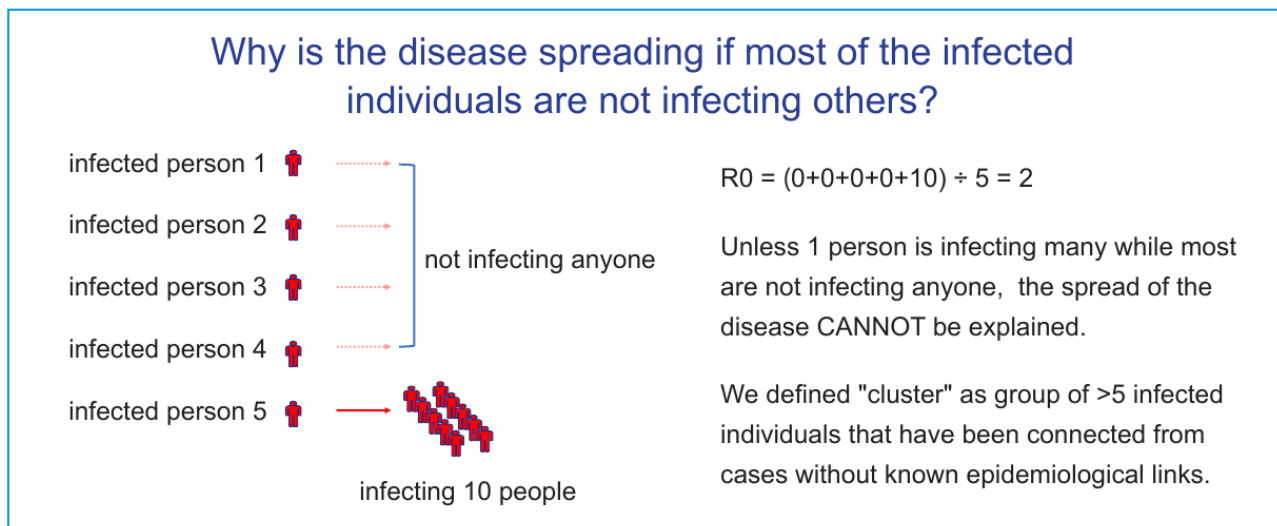 Why is the disease spreading if most of the infected
individuals are not infecting others?
infected person 1
infected person 2
infected person 3
infected person 4
infected person 5
not infecting anyone
infecting 10 people
R0 = (0+0+0+0+10) ÷ 5 = 2
Unless 1 person is infecting many while most
are not infecting anyone, the spread of the
disease CANNOT be explained.
We defined "cluster" as group of >5 infected
individuals that have been connected from
cases without known epidemiological links.